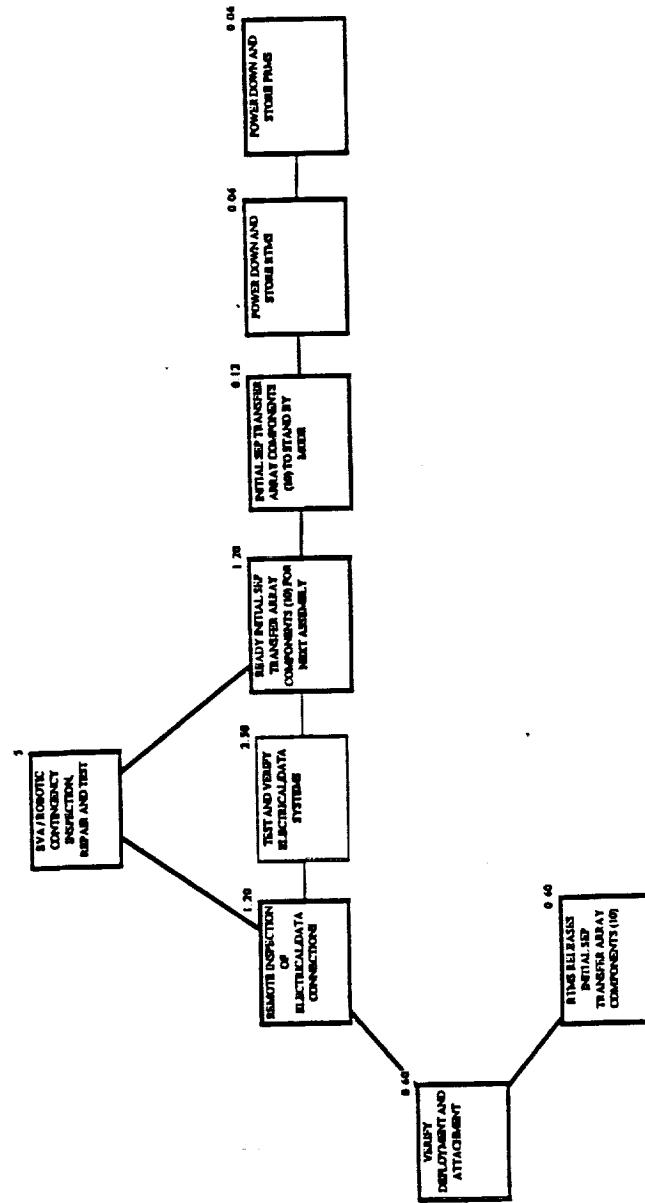 0.60
RTMS RELEASES
INITIAL SEP
TRANSFER ARRAY
COMPONENTS (10)
0.60
VERIFY
DEPLOYMENT AND
ATTACHMENT
1.20
REMOTE INSPECTION
OF
ELECTRICAL/DATA
CONNECTIONS
5
EVA / ROBOTIC
CONTINGENCY
INSPECTION,
REPAIR AND TEST
2.50
TEST AND VERIFY
ELECTRICAL/DATA
SYSTEMS
1.20
READY INITIAL SEP
TRANSFER ARRAY
COMPONENTS (10) FOR
NEXT ASSEMBLY
0.12
INITIAL SEP TRANSFER
ARRAY COMPONENTS
(10) TO STAND BY
MODE
0.06
POWER DOWN AND
STORE RTMS
0.06
POWER DOWN AND
STORE PRMS